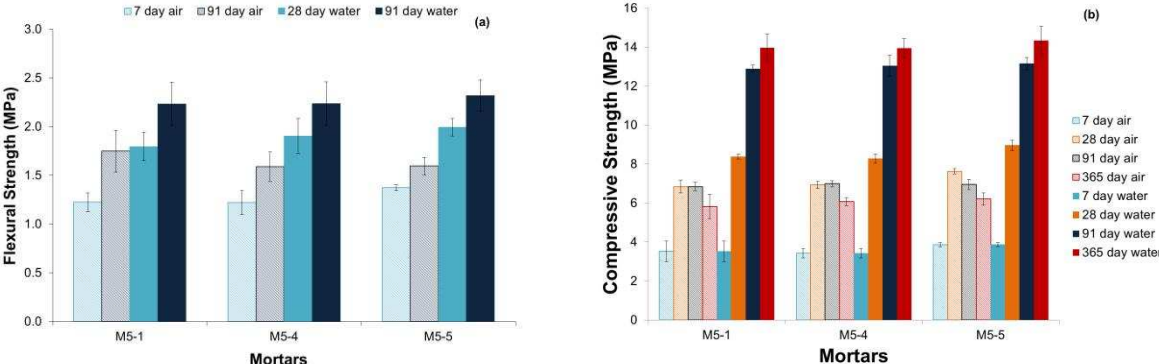 7 day air 91 day air 28 day water 91 day water
(a)
Flexural Strength (MPa)
3.0
2.5
2.0
1.5
1.0
0.5
0.0
M5-1 M5-4 M5-5
Mortars
(b)
Compressive Strength (MPa)
16
14
12
10
8
6
4
2
0
M5-1 M5-4 M5-5
Mortars
7 day air
28 day air
91 day air
365 day air
7 day water
28 day water
91 day water
365 day water